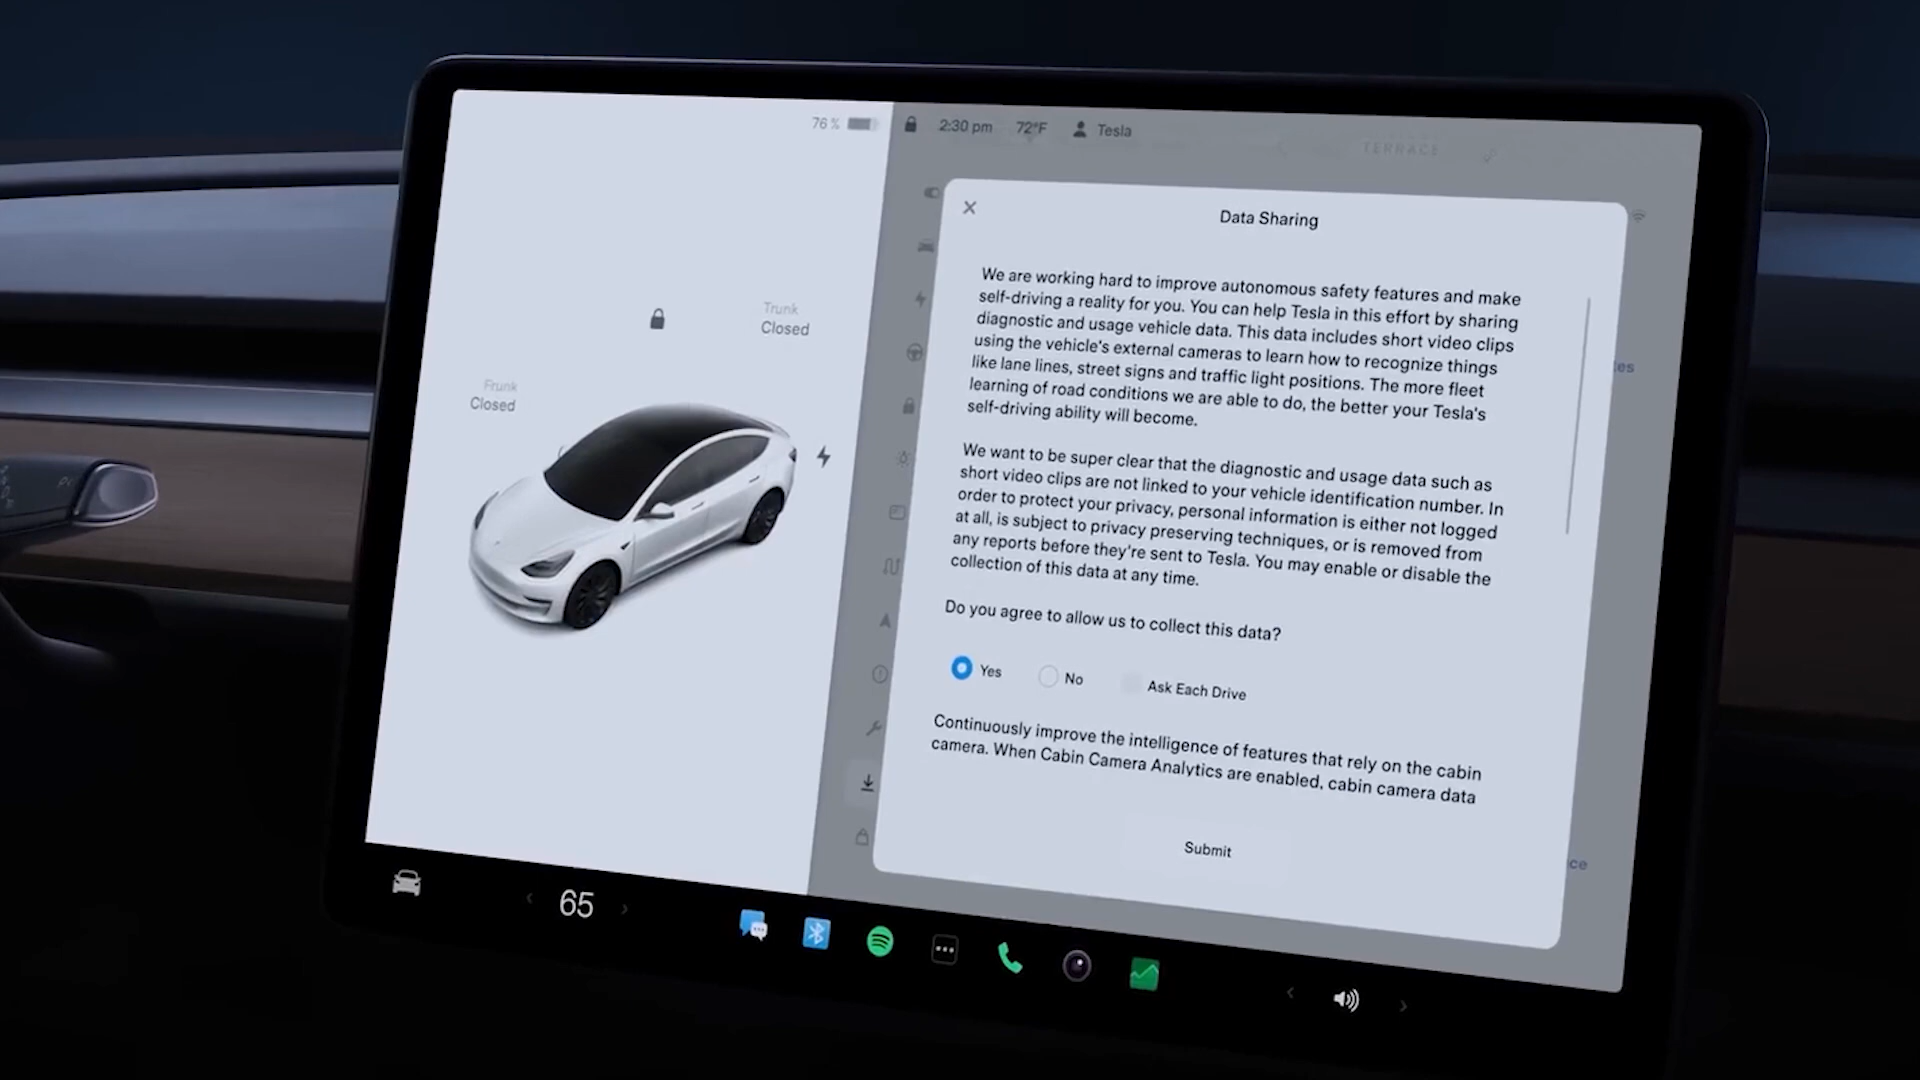 76 %
2:30 pm 72°F Tesla
TERRACE
Data Sharing
We are working hard to improve autonomous safety features and make
self-driving a reality for you. You can help Tesla in this effort by sharing
diagnostic and usage vehicle data. This data includes short video clips
using the vehicle's external cameras to learn how to recognize things
like lane lines, street signs and traffic light positions. The more fleet
learning of road conditions we are able to do, the better your Tesla's
self-driving ability will become.
We want to be super clear that the diagnostic and usage data such as
short video clips are not linked to your vehicle identification number. In
order to protect your privacy, personal information is either not logged
at all, is subject to privacy preserving techniques, or is removed from
any reports before they're sent to Tesla. You may enable or disable the
collection of this data at any time.
Do you agree to allow us to collect this data?
Yes No Ask Each Drive
Continuously improve the intelligence of features that rely on the cabin
camera. When Cabin Camera Analytics are enabled, cabin camera data
Submit
Trunk
Closed
Frunk
Closed
65